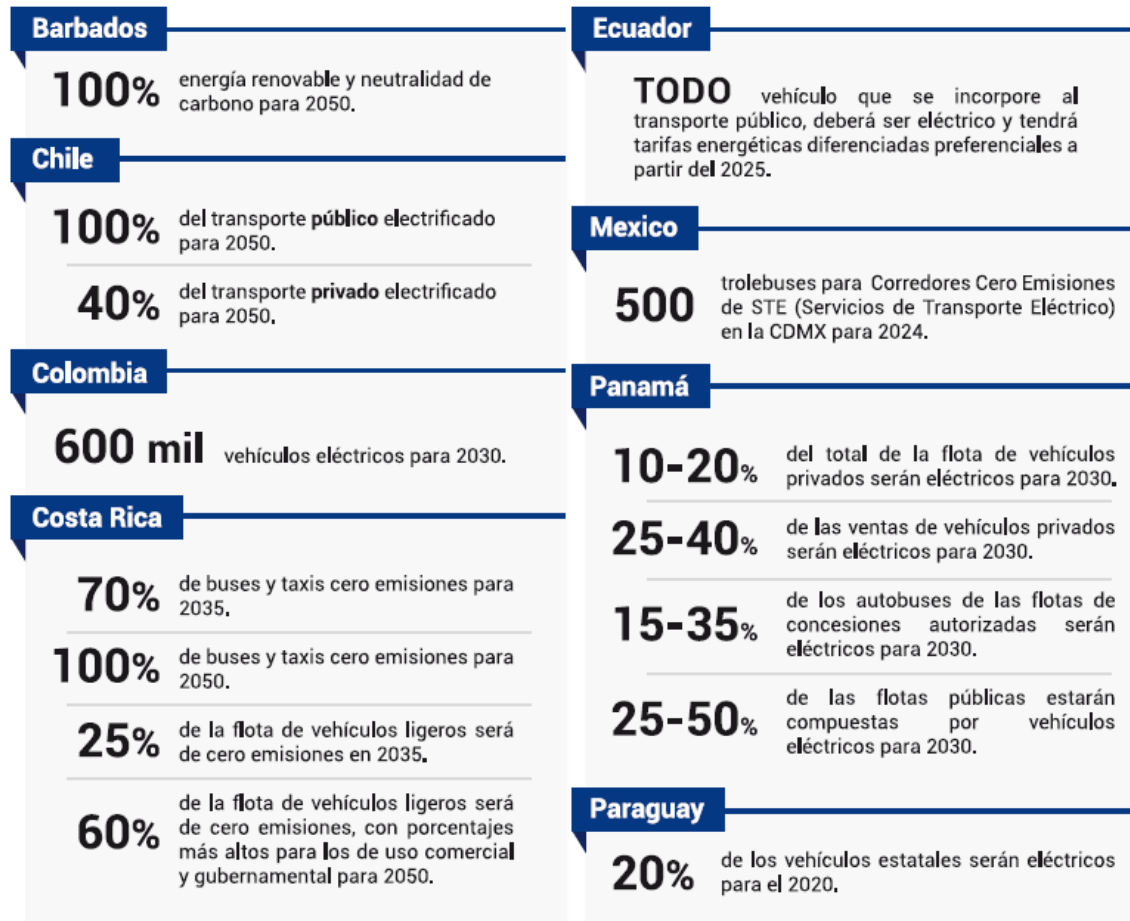 Barbados
100% energía renovable y neutralidad de
carbono para 2050.
Chile
100% del transporte público electrificado
para 2050.
40% del transporte privado electrificado
para 2050.
Colombia
600 mil vehículos eléctricos para 2030.
Costa Rica
70% de buses y taxis cero emisiones para
2035.
100% de buses y taxis cero emisiones para
2050.
25% de la flota de vehículos ligeros será
de cero emisiones en 2035.
60% de la flota de vehículos ligeros será
de cero emisiones, con porcentajes
más altos para los de uso comercial
y gubernamental para 2050.
Ecuador
TODO vehículo que se incorpore al
transporte público, deberá ser eléctrico y tendrá
tarifas energéticas diferenciadas preferenciales a
partir del 2025.
Mexico
500 trolebuses para Corredores Cero Emisiones
de STE (Servicios de Transporte Eléctrico)
en la CDMX para 2024.
Panamá
10-20% del total de la flota de vehículos
privados serán eléctricos para 2030.
25-40% de las ventas de vehículos privados
serán eléctricos para 2030.
15-35% de los autobuses de las flotas de
concesiones autorizadas serán
eléctricos para 2030.
25-50% de las flotas públicas estarán
compuestas por vehículos
eléctricos para 2030.
Paraguay
20% de los vehículos estatales serán eléctricos
para el 2020.